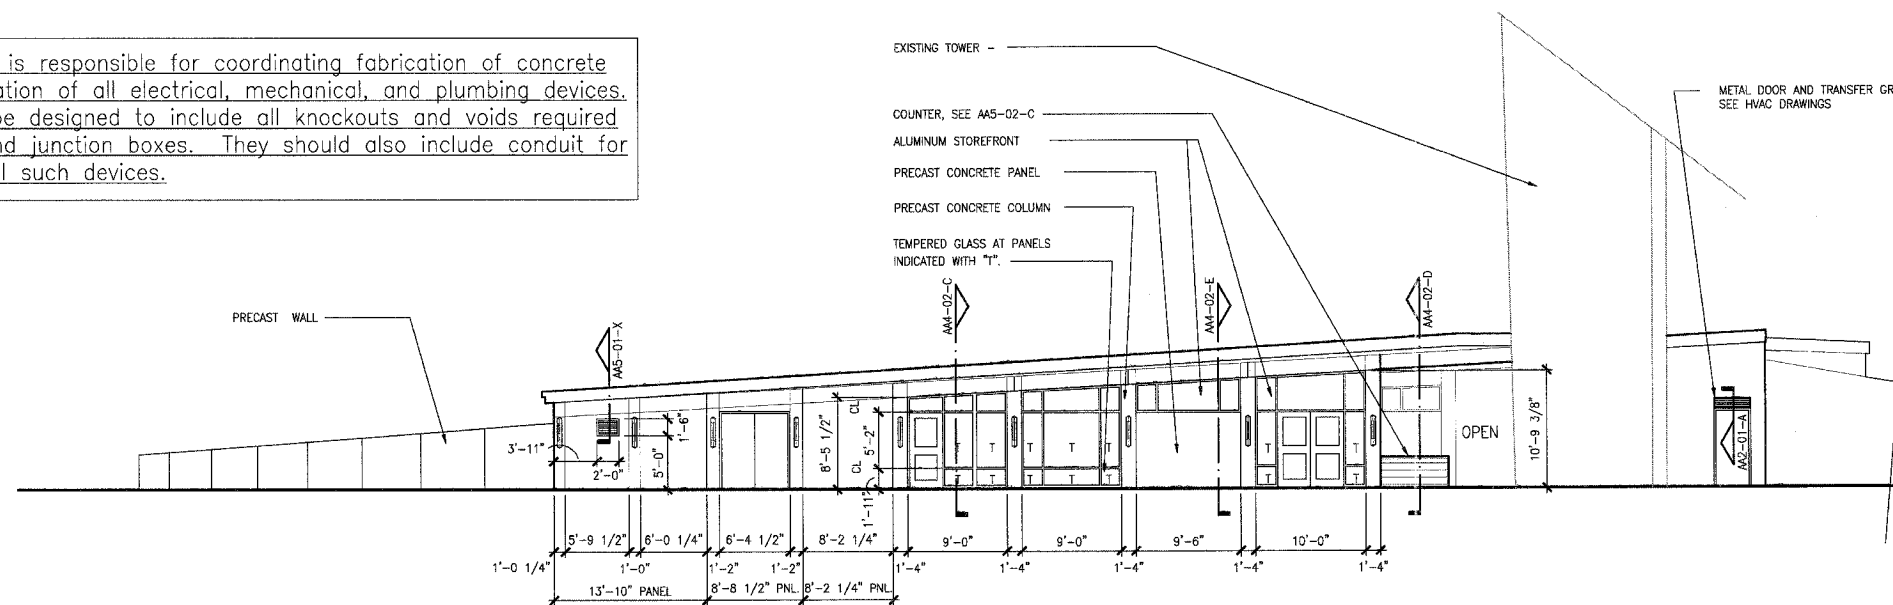 is responsible for coordinating fabrication of concrete
ation of all electrical, mechanical, and plumbing devices.
be designed to include all knockouts and voids required
nd junction boxes. They should also include conduit for
l such devices.
EXISTING TOWER -
COUNTER, SEE AA5-02-C
ALUMINUM STOREFRONT
PRECAST CONCRETE PANEL
PRECAST CONCRETE COLUMN
TEMPERED GLASS AT PANELS
INDICATED WITH "T".
METAL DOOR AND TRANSFER GR
SEE HVAC DRAWINGS
PRECAST WALL
AA5-01-X
AA4-02-C
AA4-02-E
AA4-02-D
AA2-01-A
3'-11"
2'-0"
5'-0"
1'-6"
8'-5 1/2"
CL
5'-2"
CL
1'-11"
T T T T T T T
T T T T T T T
OPEN
10'-9 3/8"
5'-9 1/2" 6'-0 1/4" 6'-4 1/2" 8'-2 1/4" 9'-0" 9'-0" 9'-6" 10'-0"
1'-0 1/4" 1'-0" 1'-2" 1'-2" 1'-4" 1'-4" 1'-4" 1'-4" 1'-4"
13'-10" PANEL 8'-8 1/2" PNL. 8'-2 1/4" PNL.